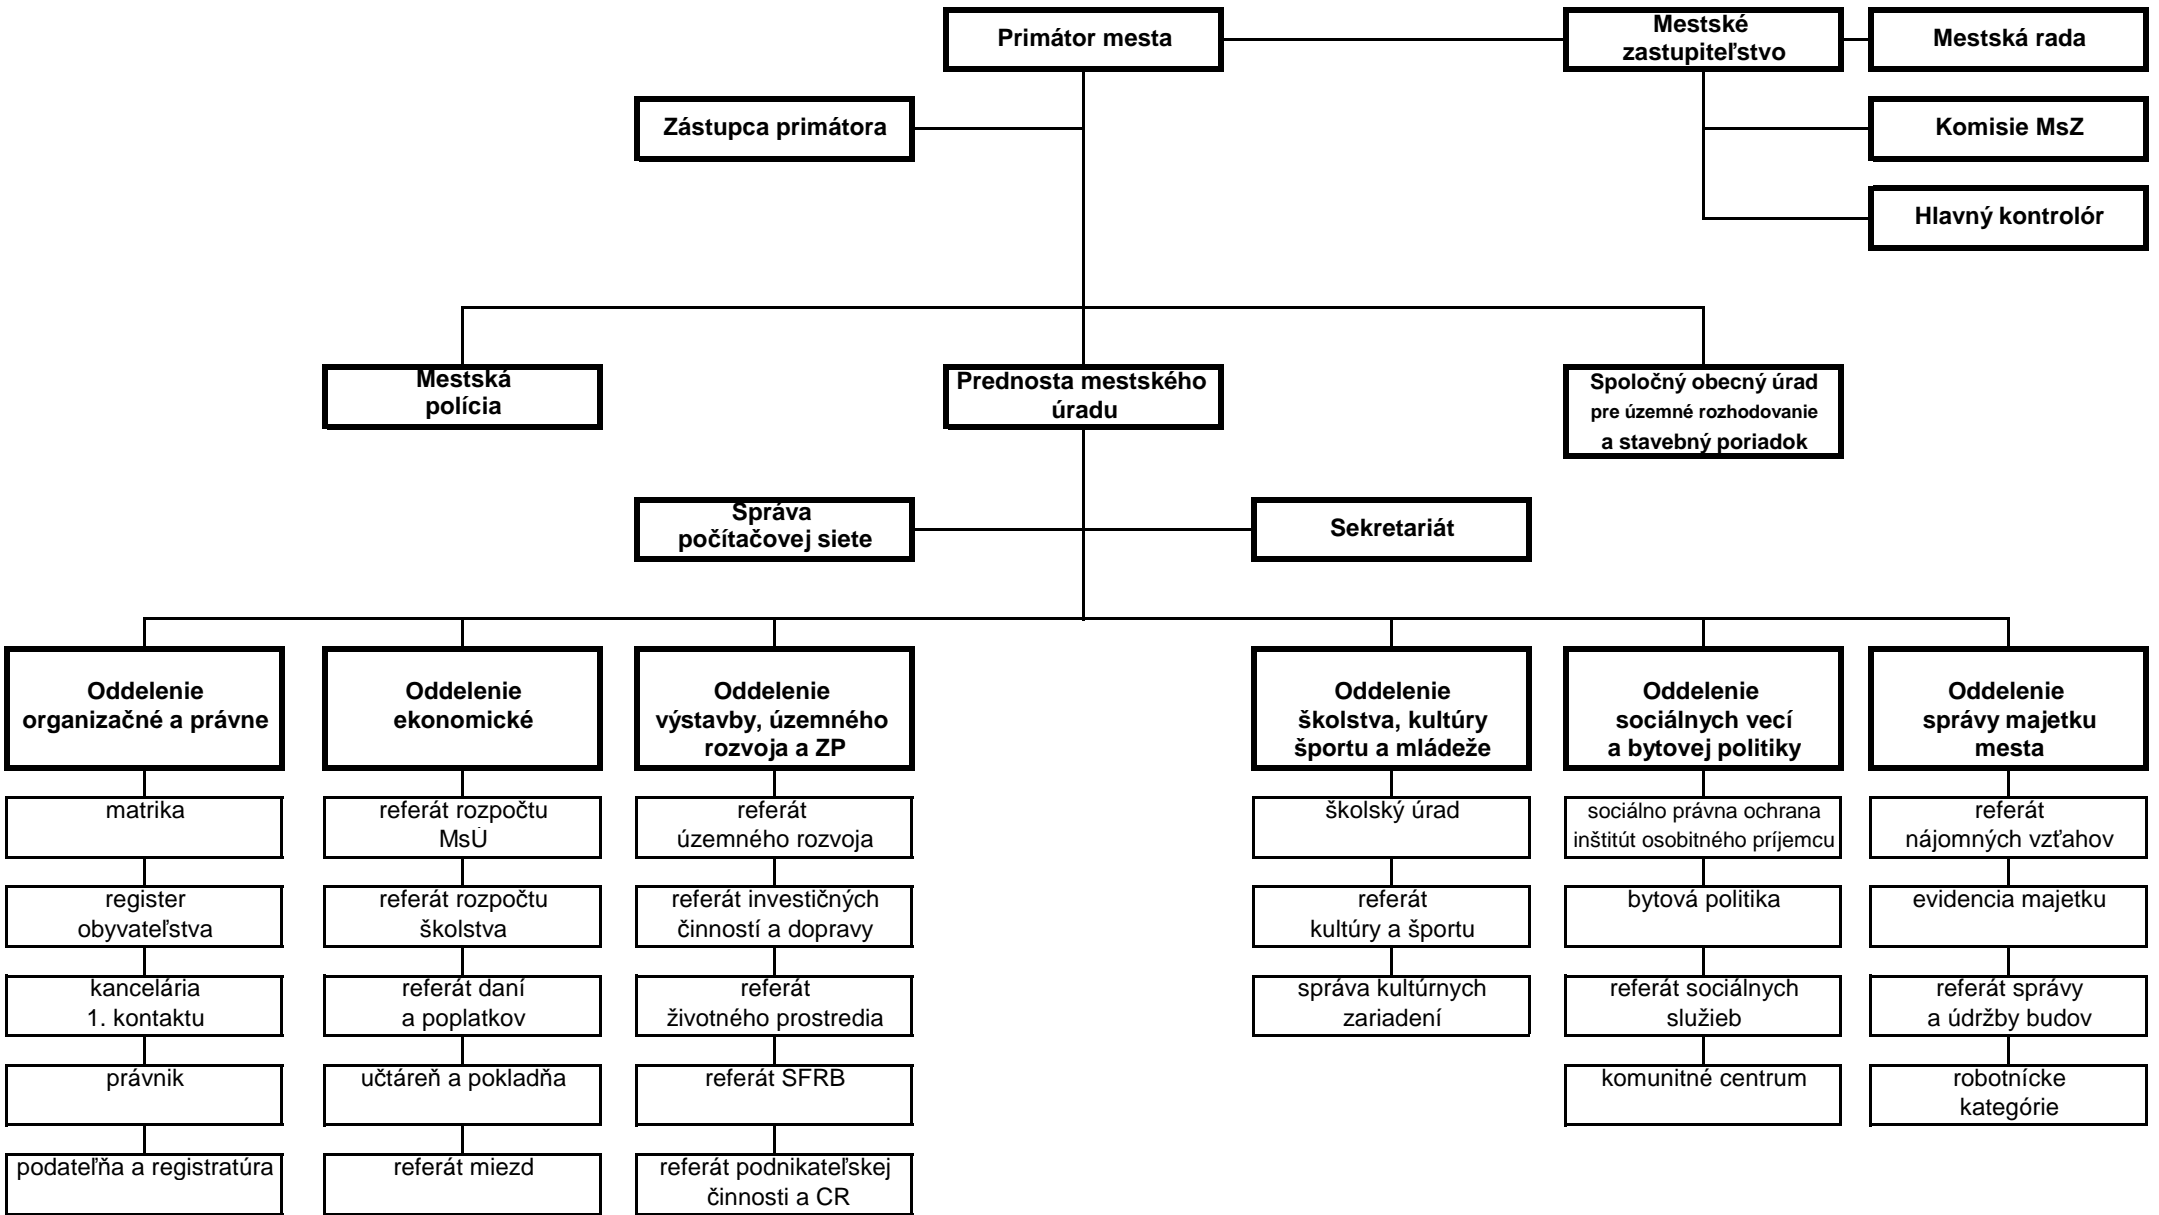 Primátor mesta
Mestské
zastupiteľstvo
Mestská rada
Zástupca primátora
Komisie MsZ
Hlavný kontrolór
Mestská
polícia
Prednosta mestského
úradu
Spoločný obecný úrad
pre územné rozhodovanie
a stavebný poriadok
Správa
počítačovej siete
Sekretariát
Oddelenie
organizačné a právne
Oddelenie
ekonomické
Oddelenie
výstavby, územného
rozvoja a ZP
Oddelenie
školstva, kultúry
športu a mládeže
Oddelenie
sociálnych vecí
a bytovej politiky
Oddelenie
správy majetku
mesta
matrika
referát rozpočtu
MsÚ
referát
územného rozvoja
školský úrad
sociálno právna ochrana
inštitút osobitného príjemcu
referát
nájomných vzťahov
register
obyvateľstva
referát rozpočtu
školstva
referát investičných
činností a dopravy
referát
kultúry a športu
bytová politika
evidencia majetku
kancelária
1. kontaktu
referát daní
a poplatkov
referát
životného prostredia
správa kultúrnych
zariadení
referát sociálnych
služieb
referát správy
a údržby budov
právnik
učtáreň a pokladňa
referát SFRB
komunitné centrum
robotnícke
kategórie
podateľňa a registratúra
referát miezd
referát podnikateľskej
činnosti a CR